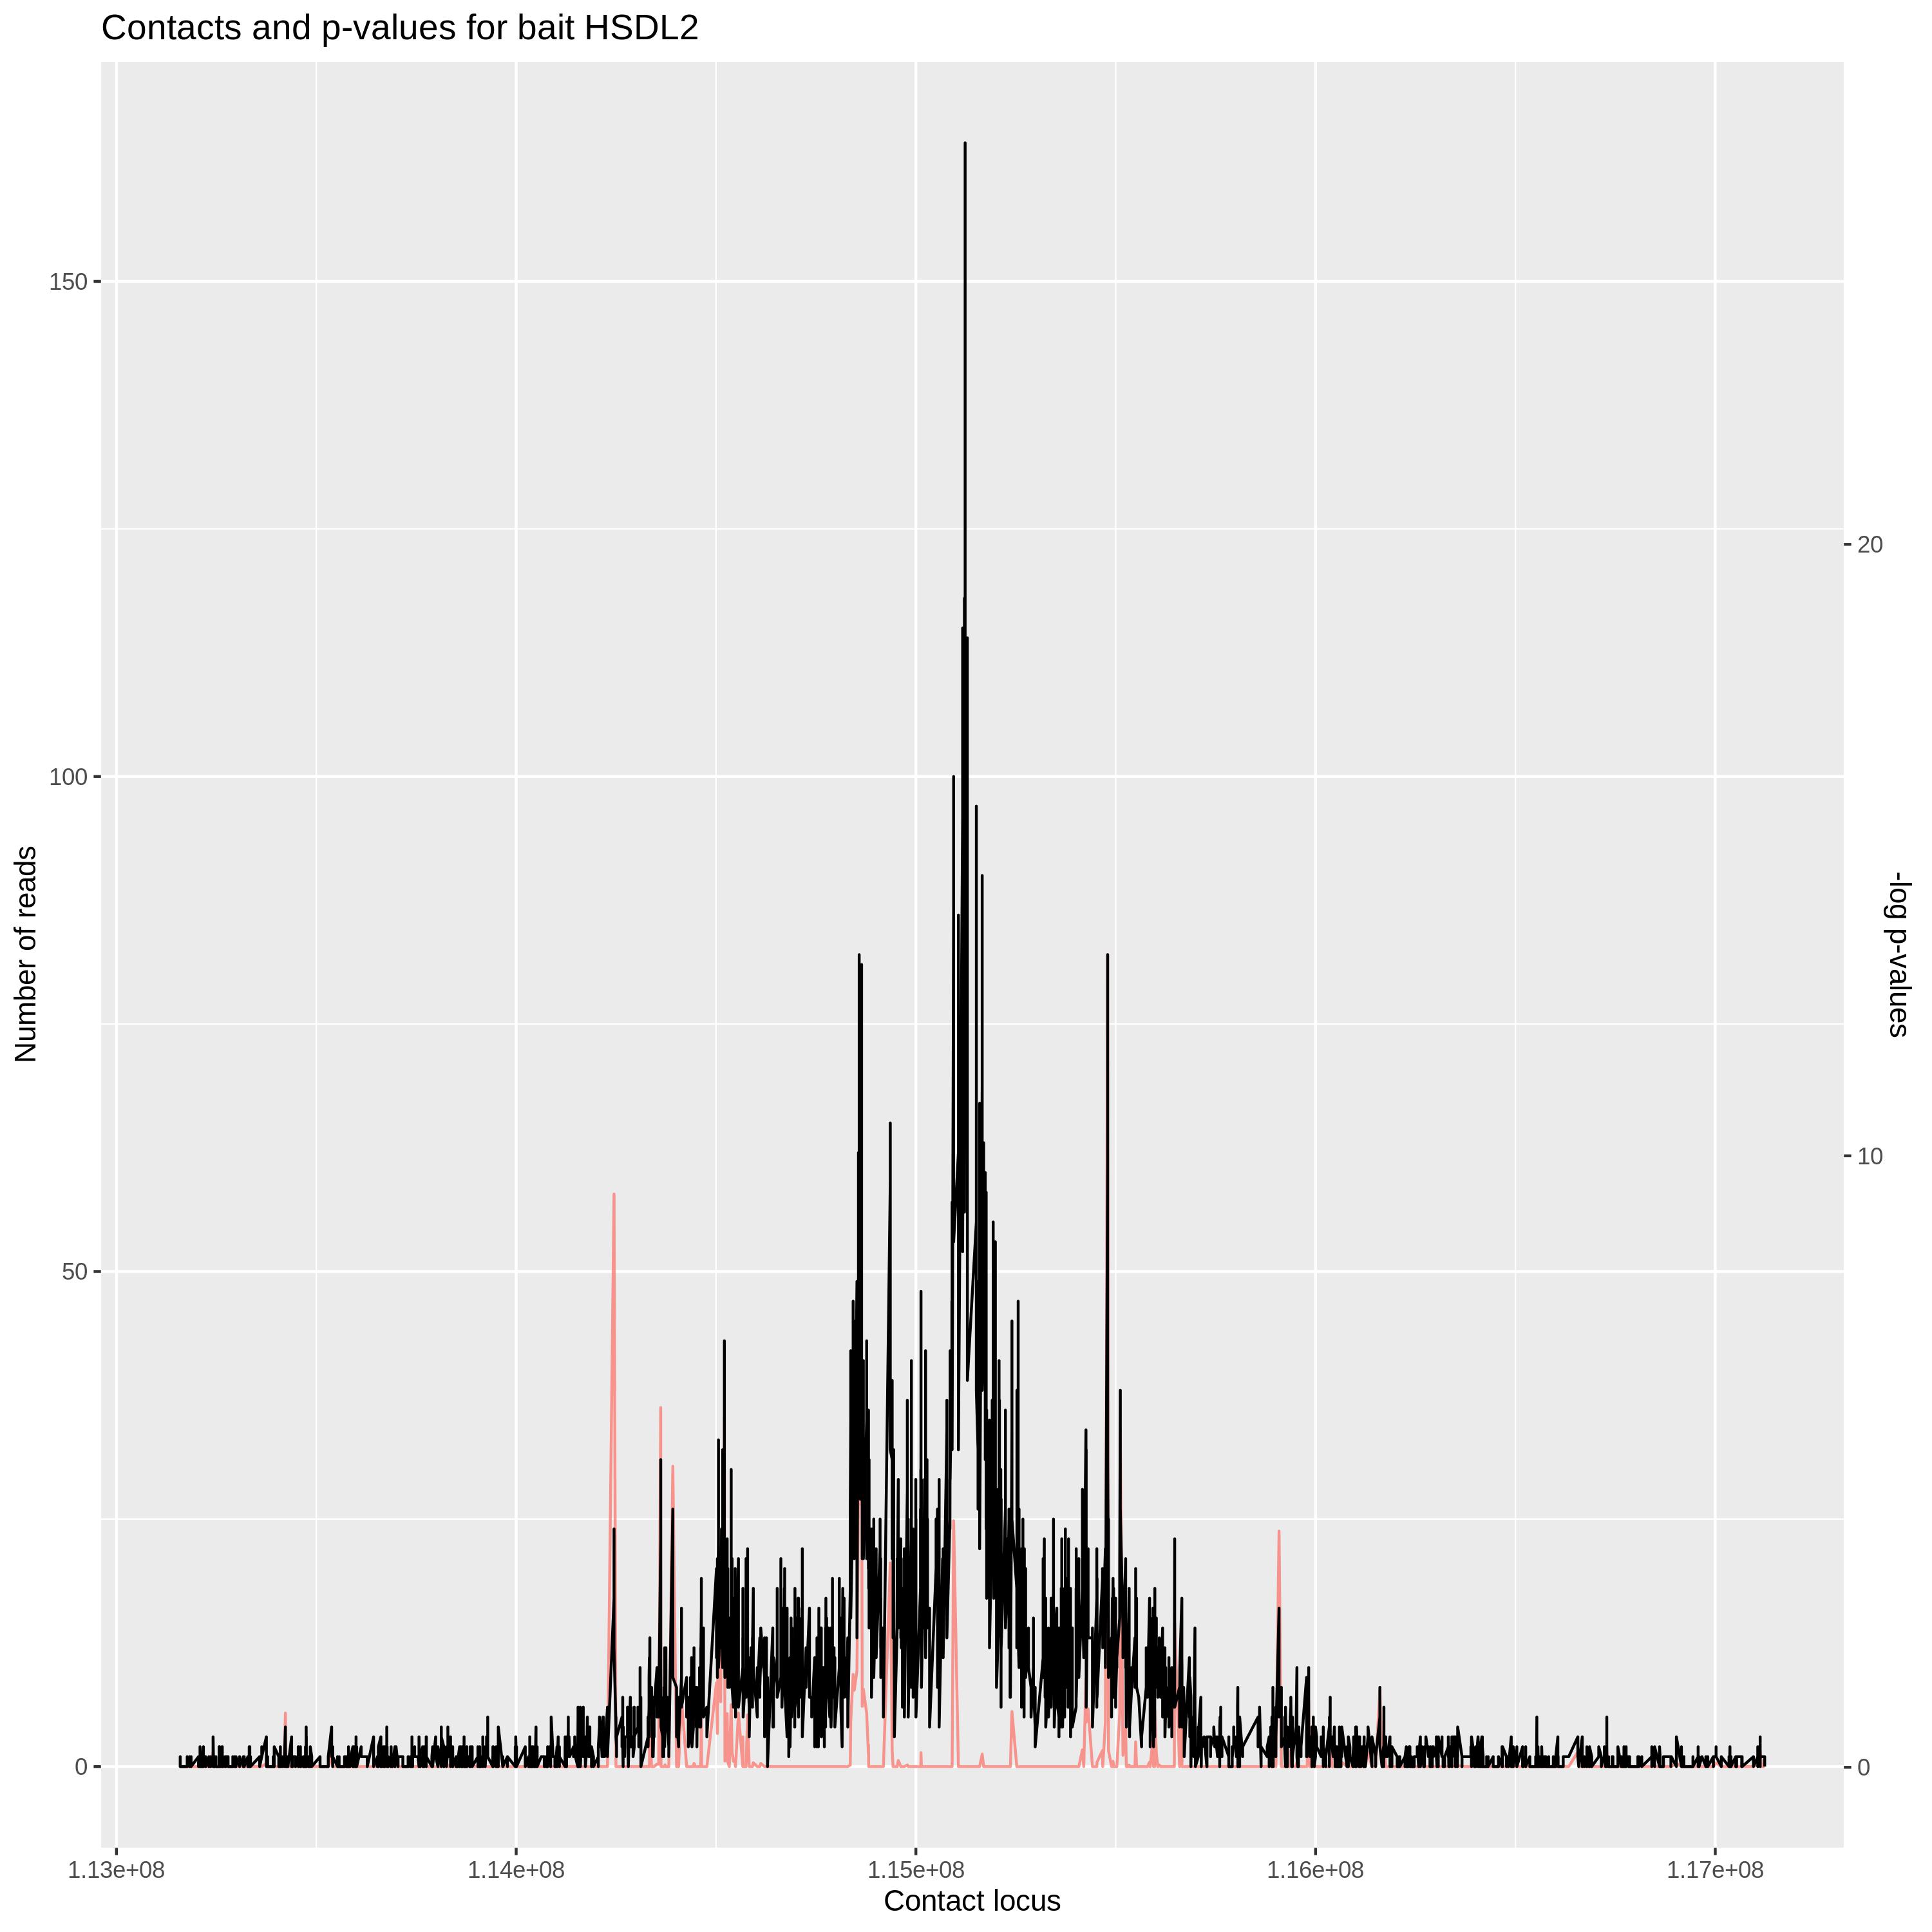 Contacts and p-values for bait HSDL2
150
100
50
0
Number of reads
20
10
0
-log p-values
1.13e+08 1.14e+08 1.15e+08 1.16e+08 1.17e+08
Contact locus